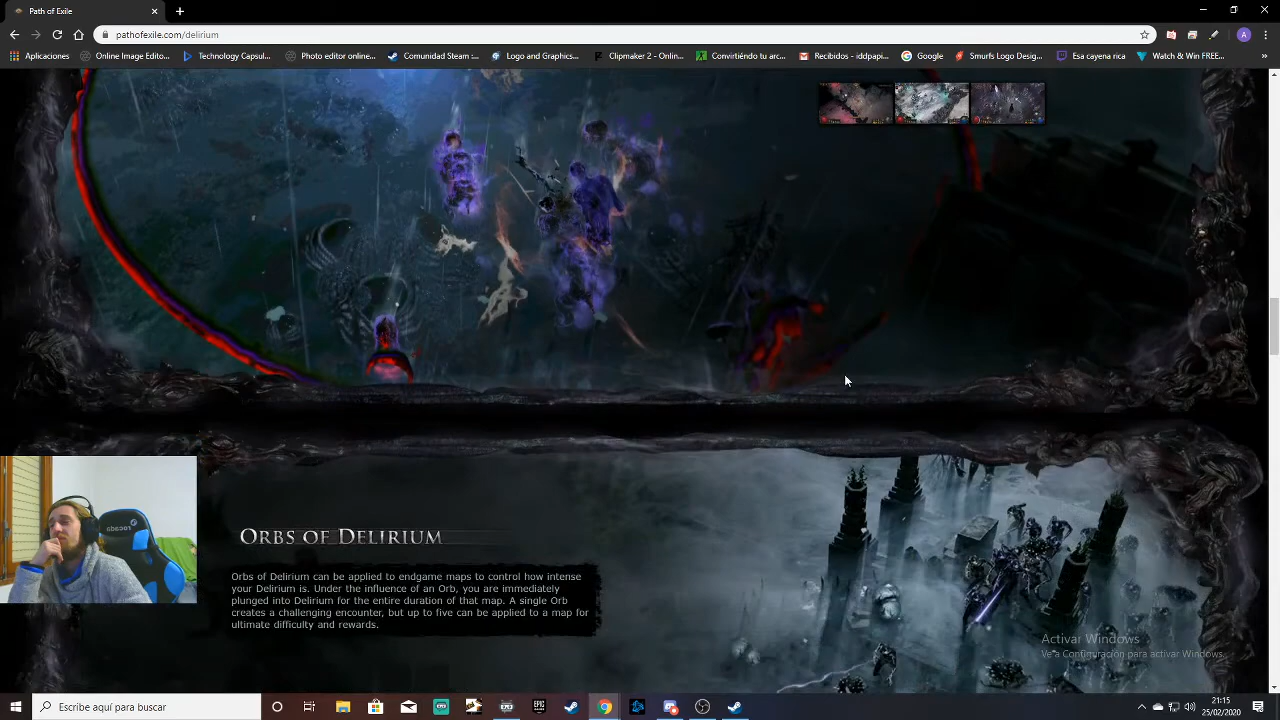 Path of Exile
pathofexile.com/delirium
A
Aplicaciones
Online Image Edito...
Technology Capsul...
Photo editor online...
Comunidad Steam :...
Logo and Graphics...
Clipmaker 2 - Onlin...
Convirtiéndo tu arc...
Recibidos - iddpapi...
Google
Smurfs Logo Desig...
Esa cayena rica
Watch & Win FREE...
»
ORBS OF DELIRIUM
Orbs of Delirium can be applied to endgame maps to control how intense
your Delirium is. Under the influence of an Orb, you are immediately
plunged into Delirium for the entire duration of that map. A single Orb
creates a challenging encounter, but up to five can be applied to a map for
ultimate difficulty and rewards.
Activar Windows
Ve a Configuración para activar Windows.
Escribe aquí para buscar
EPIC
GAMES
21:15
25/02/2020